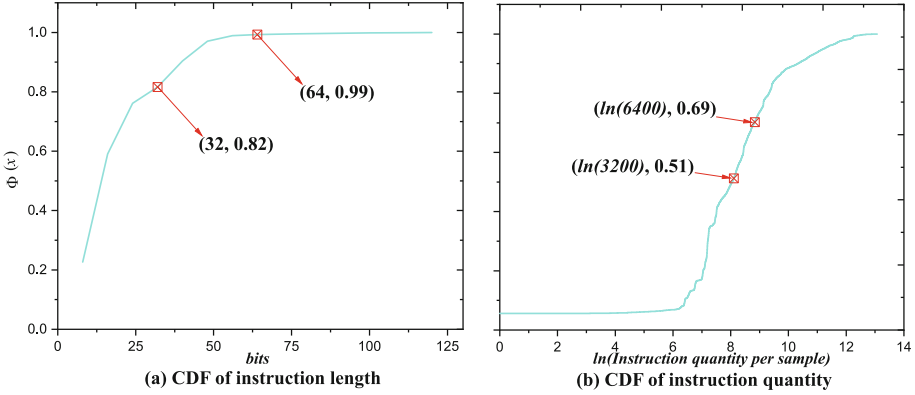 1.0
0.8
0.6
0.4
0.2
0.0
Φ (x)
(64, 0.99)
(32, 0.82)
0 25 50 75 100 125
bits
(a) CDF of instruction length
(ln(6400), 0.69)
(ln(3200), 0.51)
0 2 4 6 8 10 12 14
ln(Instruction quantity per sample)
(b) CDF of instruction quantity